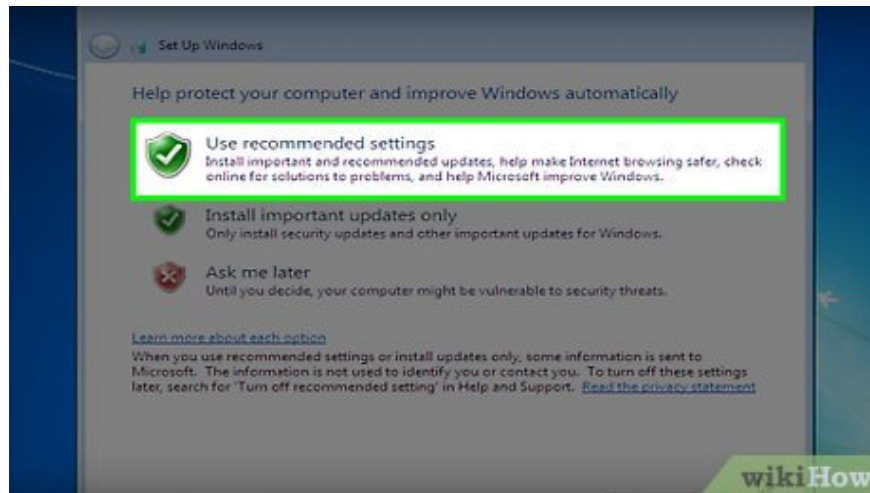 Set Up Windows
Help protect your computer and improve Windows automatically
Use recommended settings
Install important and recommended updates, help make Internet browsing safer, check
online for solutions to problems, and help Microsoft improve Windows.
Install important updates only
Only install security updates and other important updates for Windows.
Ask me later
Until you decide, your computer might be vulnerable to security threats.
Learn more about each option
When you use recommended settings or install updates only, some information is sent to
Microsoft. The information is not used to identify you or contact you. To turn off these settings
later, search for 'Turn off recommended setting' in Help and Support. Read the privacy statement
wikiHow